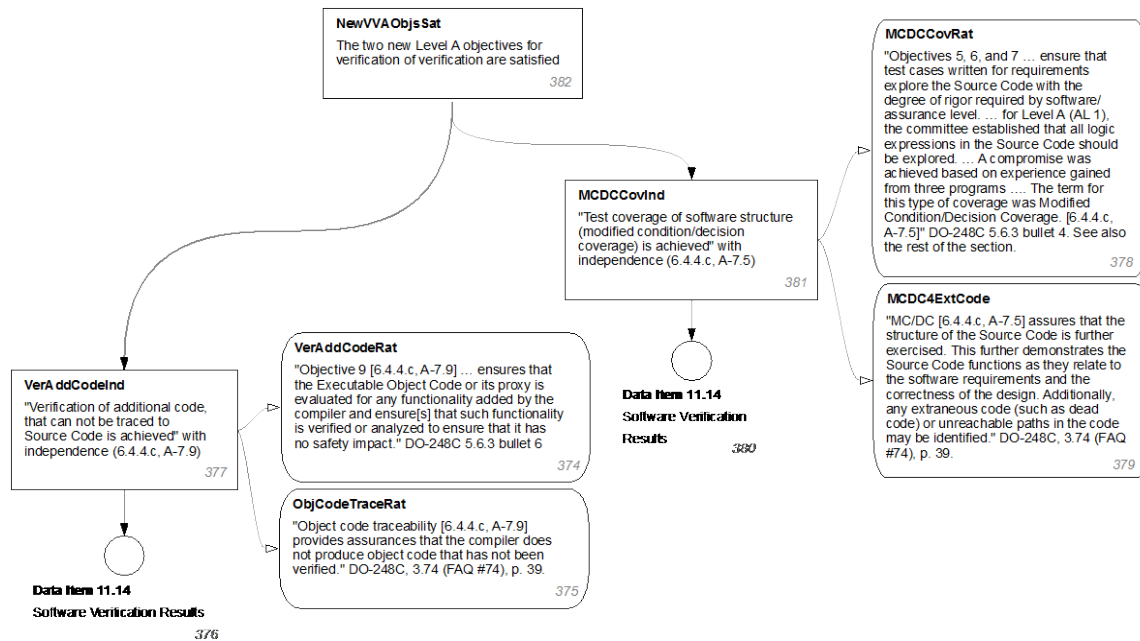 NewVVAObjsSat
The two new Level A objectives for
verification of verification are satisfied
382
MCDCCovRat
"Objectives 5, 6, and 7 ... ensure that
test cases written for requirements
explore the Source Code with the
degree of rigor required by software/
assurance level. ... for Level A (AL 1),
the committee established that all logic
expressions in the Source Code should
be explored. ... A compromise was
achieved based on experience gained
from three programs .... The term for
this type of coverage was Modified
Condition/Decision Coverage. [6.4.4.c,
A-7.5]" DO-248C 5.6.3 bullet 4. See also
the rest of the section.
378
MCDCCovInd
"Test coverage of software structure
(modified condition/decision
coverage) is achieved" with
independence (6.4.4.c, A-7.5)
381
MCDC4ExtCode
"MC/DC [6.4.4.c, A-7.5] assures that the
structure of the Source Code is further
exercised. This further demonstrates the
Source Code functions as they relate to
the software requirements and the
correctness of the design. Additionally,
any extraneous code (such as dead
code) or unreachable paths in the code
may be identified." DO-248C, 3.74 (FAQ
#74), p. 39.
379
Data Item 11.14
Software Verification
Results
380
VerAddCodeInd
"Verification of additional code,
that can not be traced to
Source Code is achieved" with
independence (6.4.4.c, A-7.9)
377
VerAddCodeRat
"Objective 9 [6.4.4.c, A-7.9] ... ensures that
the Executable Object Code or its proxy is
evaluated for any functionality added by the
compiler and ensure[s] that such functionality
is verified or analyzed to ensure that it has
no safety impact." DO-248C 5.6.3 bullet 6
374
ObjCodeTraceRat
"Object code traceability [6.4.4.c, A-7.9]
provides assurances that the compiler does
not produce object code that has not been
verified." DO-248C, 3.74 (FAQ #74), p. 39.
375
Data Item 11.14
Software Verification Results
376